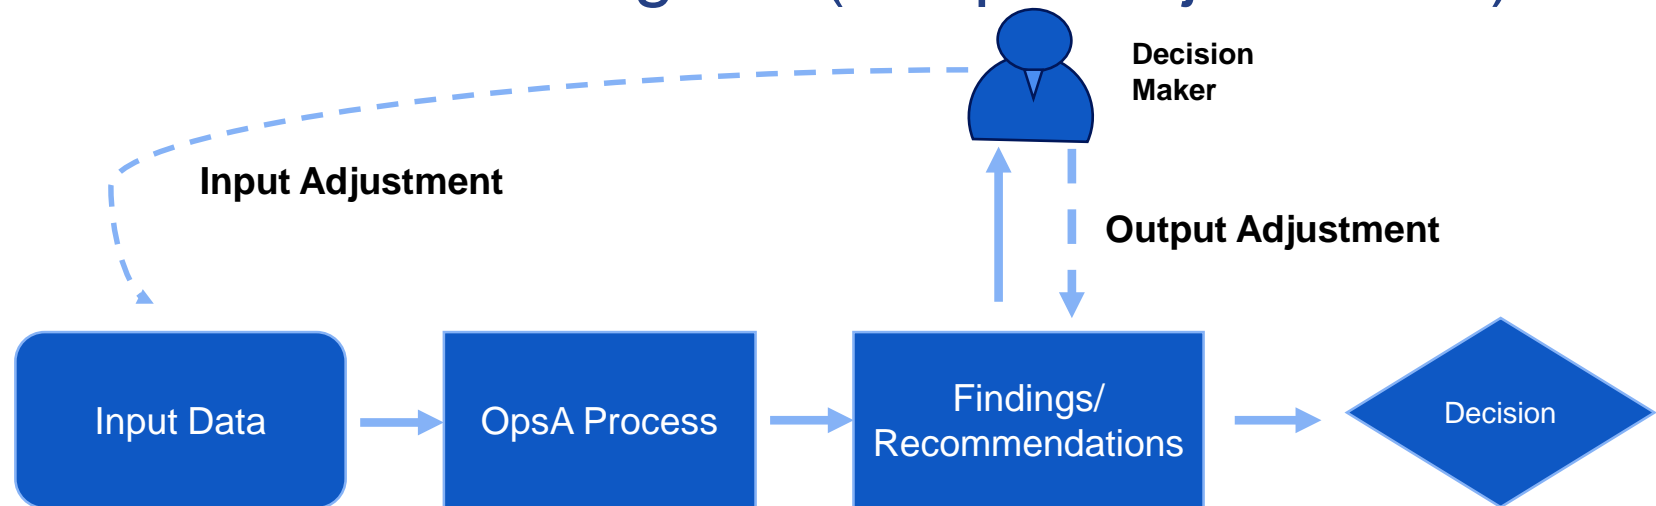 Decision
Maker
Input Adjustment
Output Adjustment
Input Data
OpsA Process
Findings/
Recommendations
Decision